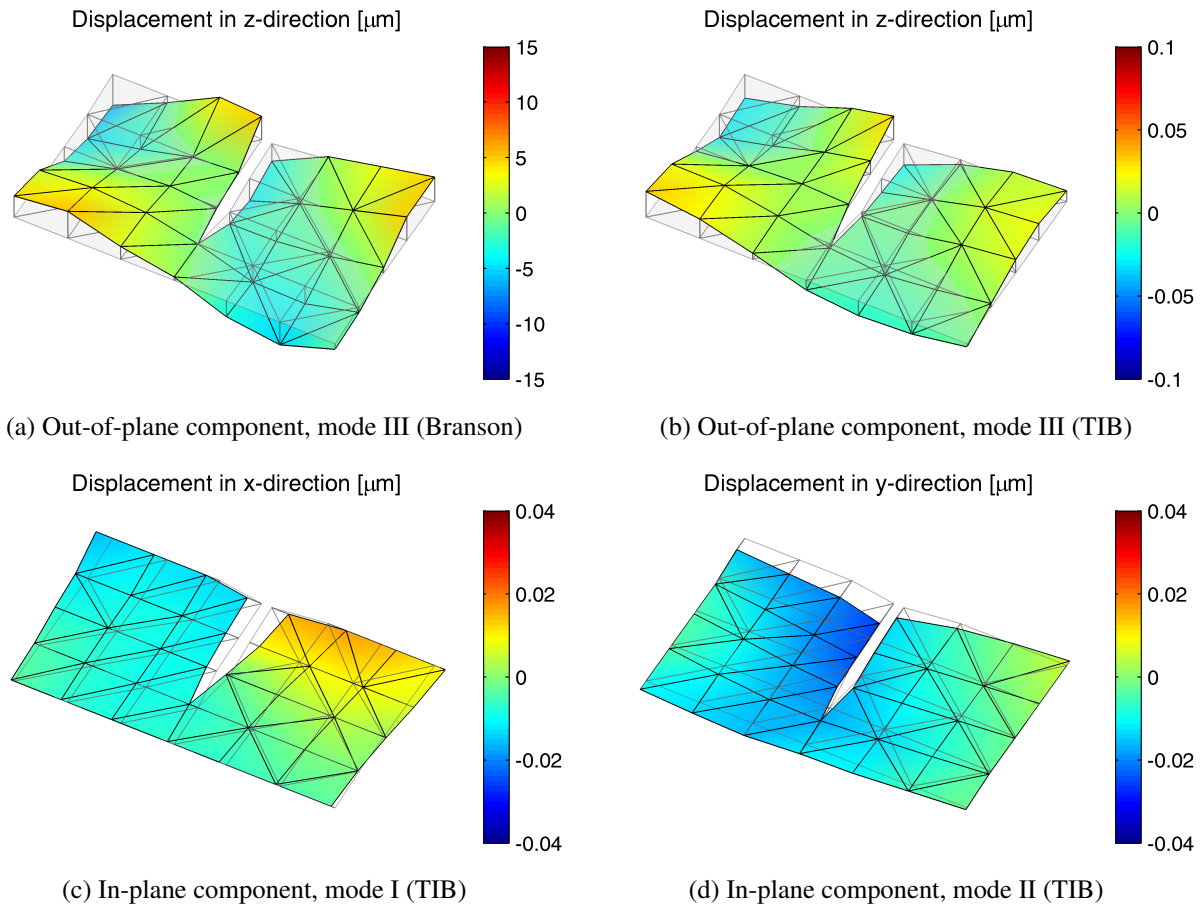 Displacement in z-direction [μm]
15
10
5
0
-5
-10
-15
(a) Out-of-plane component, mode III (Branson)
Displacement in z-direction [μm]
0.1
0.05
0
-0.05
-0.1
(b) Out-of-plane component, mode III (TIB)
Displacement in x-direction [μm]
0.04
0.02
0
-0.02
-0.04
(c) In-plane component, mode I (TIB)
Displacement in y-direction [μm]
0.04
0.02
0
-0.02
-0.04
(d) In-plane component, mode II (TIB)